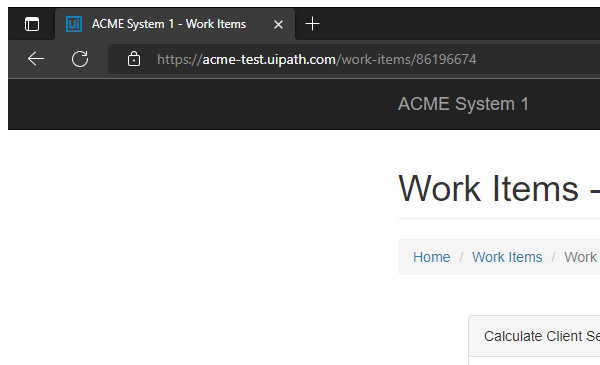 Ui ACME System 1 - Work Items
https://acme-test.uipath.com/work-items/86196674
ACME System 1
Work Items -
Home / Work Items / Work
Calculate Client Se